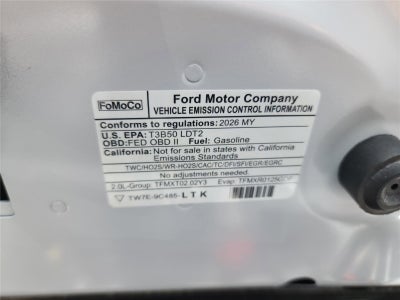 FoMoCo
Ford Motor Company
VEHICLE EMISSION CONTROL INFORMATION
Conforms to regulations: 2026 MY
U.S. EPA: T3B50 LDT2
OBD:FED OBD II Fuel: Gasoline
California: Not for sale in states with California
Emissions Standards
TWC/HO2S/WR-HO2S/CAC/TC/DFI/SFI/EGR/EGRC
No adjustments needed.
2.0L-Group: TFMXT02.02Y3 Evap:
TW7E-9C485-LTK